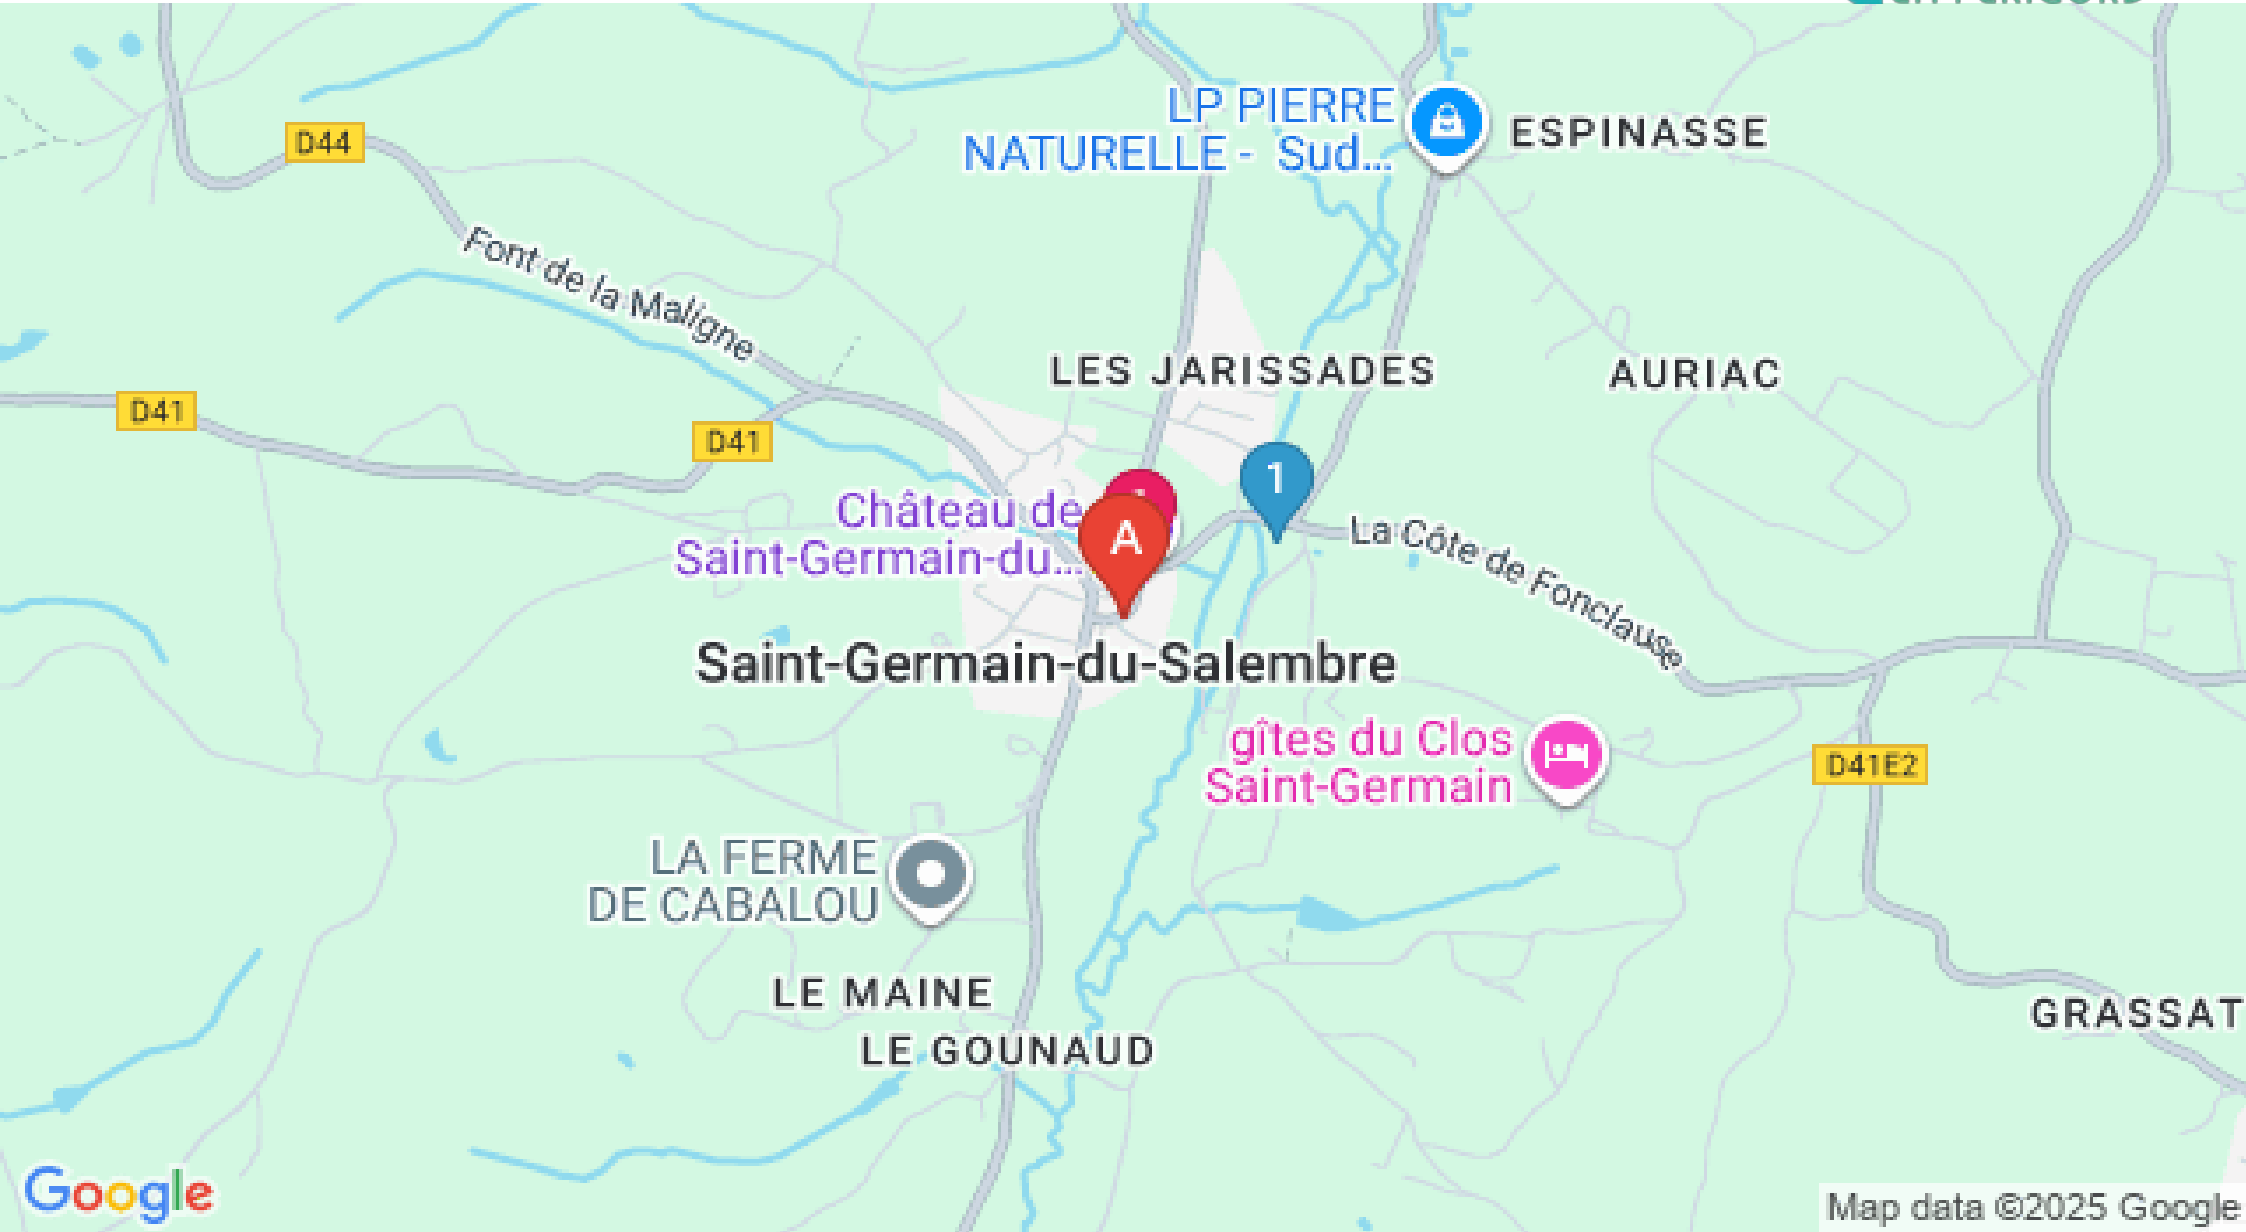 D44
LP PIERRE
NATURELLE - Sud...
ESPINASSE
Font de la Maligne
LES JARISSADES
AURIAC
D41
D41
1
Château de
Saint-Germain-du...
A
La Côte de Fonclause
Saint-Germain-du-Salembre
gîtes du Clos
Saint-Germain
D41E2
LA FERME
DE CABALOU
LE MAINE
GRASSAT
LE GOUNAUD
Google
Map data ©2025 Google